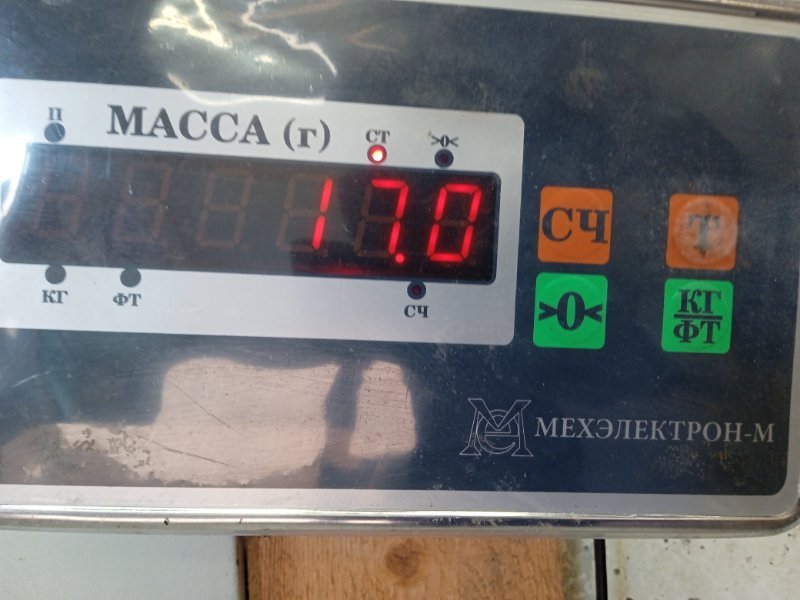 П
МАССА (г)
СТ
>0<
17.0
КГ
ФТ
СЧ
СЧ
Т
>0<
КГ
ФТ
МЕХЭЛЕКТРОН-М